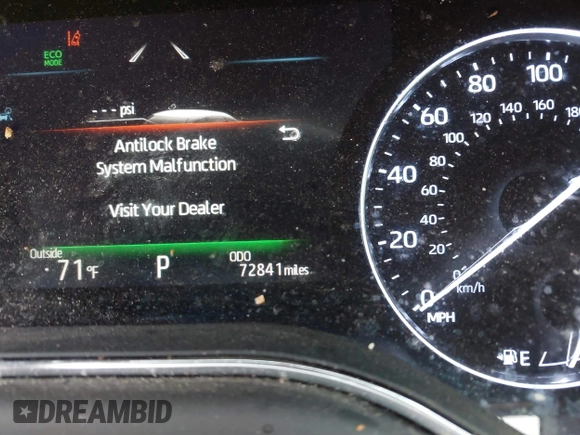 ECO
MODE
--- psi
Antilock Brake
System Malfunction
Visit Your Dealer
Outside
71°F
P
ODO
72841 miles
0
20
40
60
80
100
0
20
40
60
80
100
120
140
160
180
km/h
MPH
E
DREAMBID